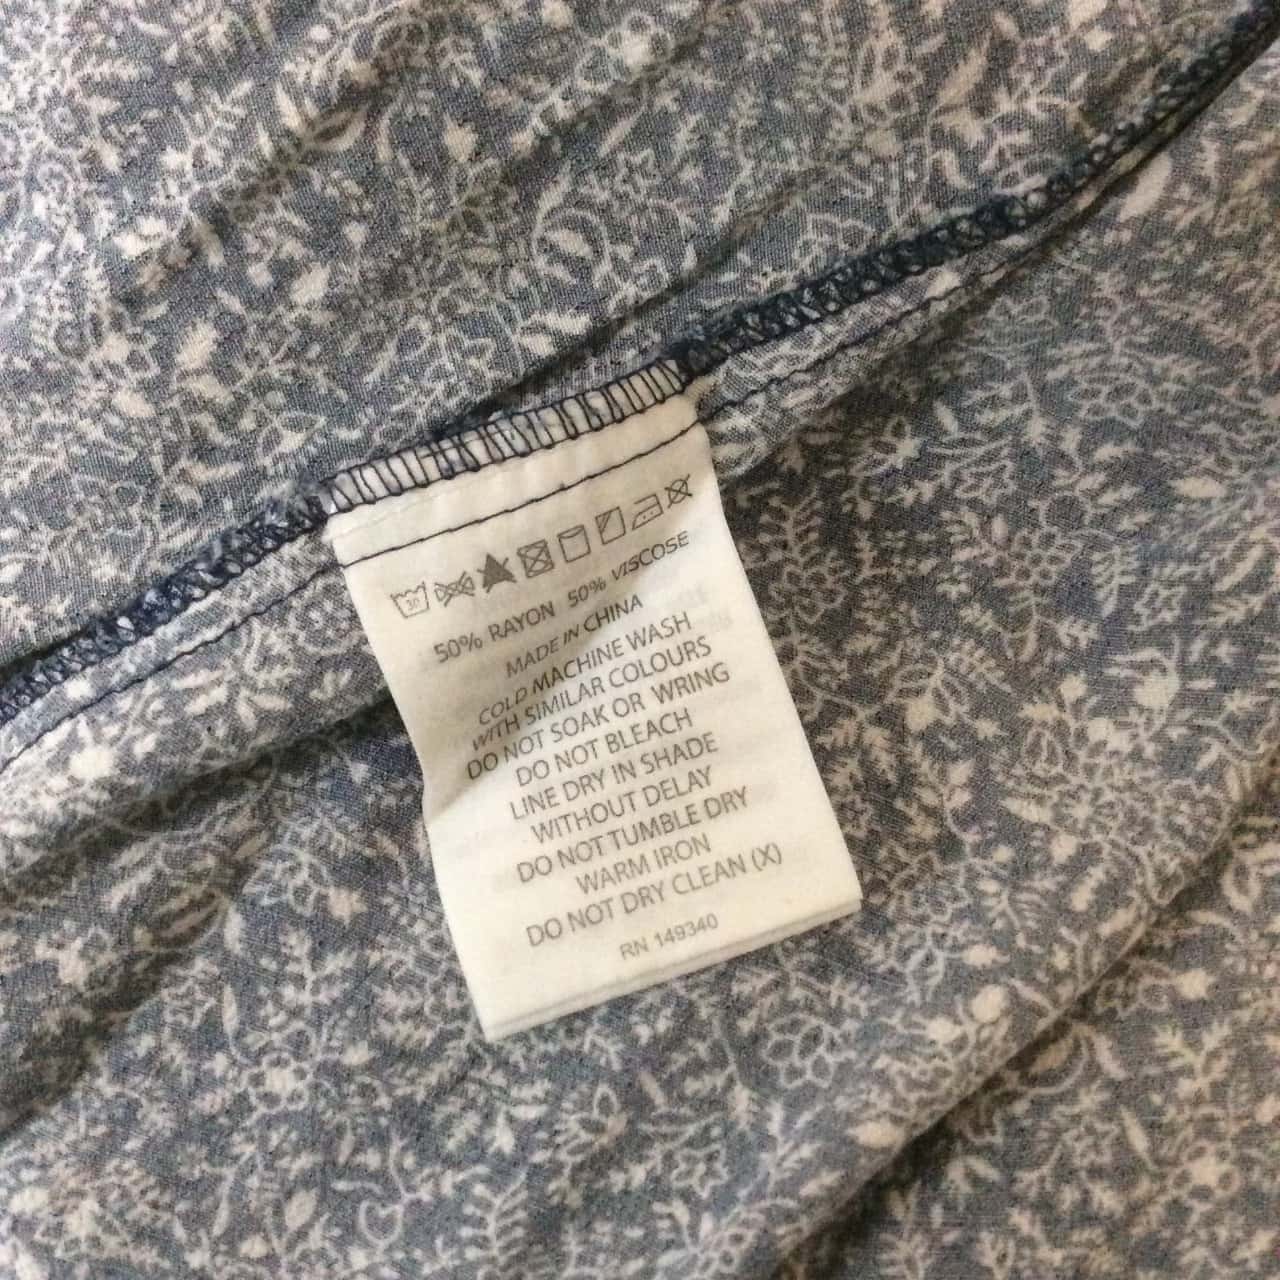 30
50% RAYON 50% VISCOSE
MADE IN CHINA
COLD MACHINE WASH
WITH SIMILAR COLOURS
DO NOT SOAK OR WRING
DO NOT BLEACH
LINE DRY IN SHADE
WITHOUT DELAY
DO NOT TUMBLE DRY
WARM IRON
DO NOT DRY CLEAN (X)
RN 149340